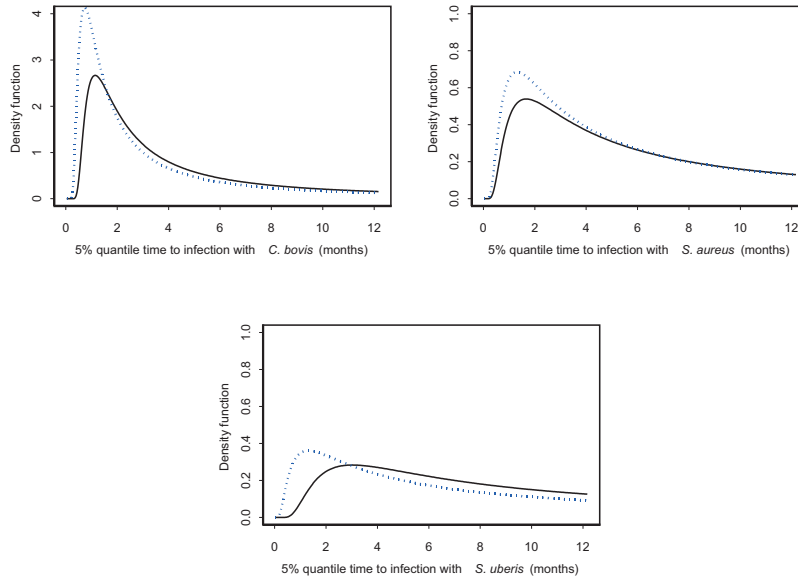 Density function
4
3
2
1
0
0 2 4 6 8 10 12
5% quantile time to infection with C. bovis (months)
Density function
1.0
0.8
0.6
0.4
0.2
0.0
0 2 4 6 8 10 12
5% quantile time to infection with S. aureus (months)
Density function
1.0
0.8
0.6
0.4
0.2
0.0
0 2 4 6 8 10 12
5% quantile time to infection with S. uberis (months)